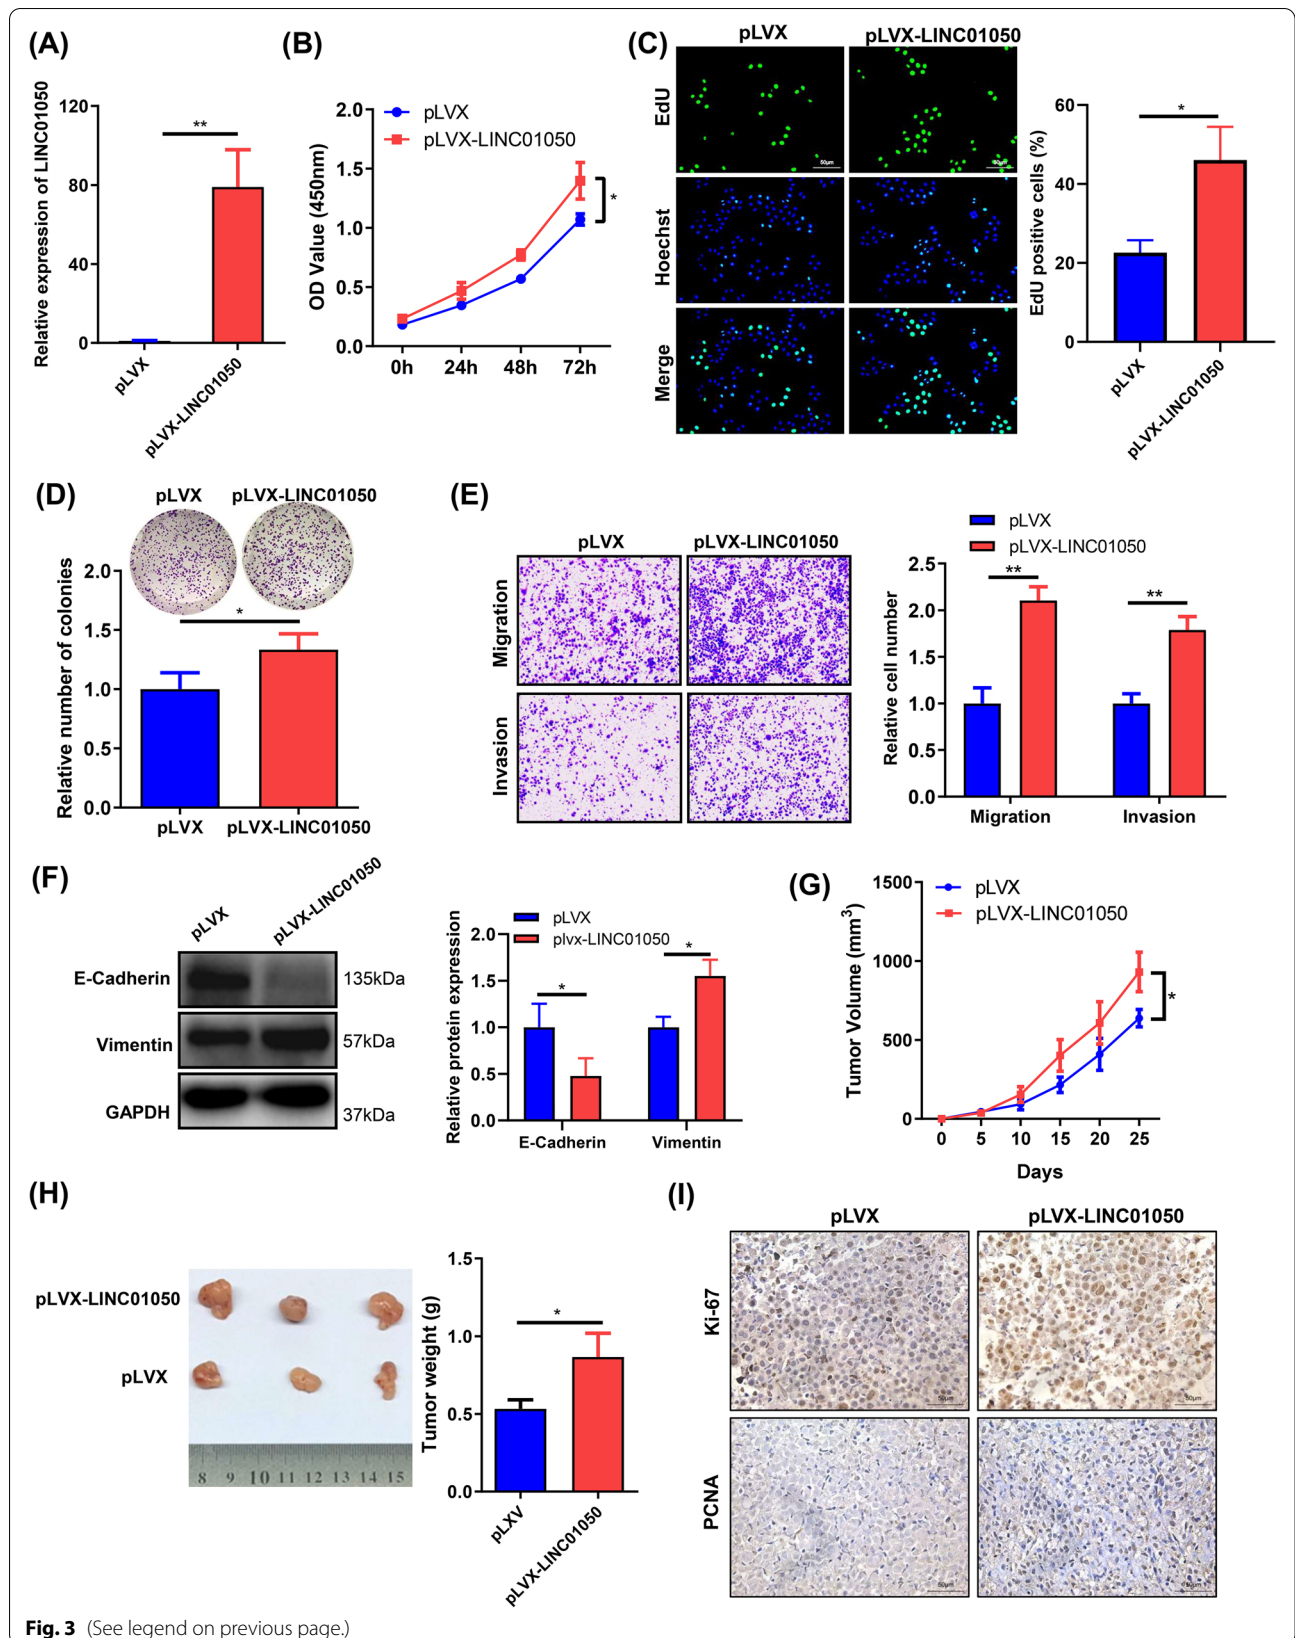 (A)
Relative expression of LINC01050
120
80
40
0
**
pLVX
pLVX-LINC01050
(B)
OD Value (450nm)
2.0
1.5
1.0
0.5
0.0
pLVX
pLVX-LINC01050
*
0h 24h 48h 72h
(C)
pLVX pLVX-LINC01050
EdU
50μm
50μm
Hoechst
Merge
EdU positive cells (%)
60
40
20
0
*
pLVX
pLVX-LINC01050
(D)
pLVX pLVX-LINC01050
Relative number of colonies
2.0
1.5
1.0
0.5
0.0
*
pLVX pLVX-LINC01050
(E)
pLVX pLVX-LINC01050
Migration
Invasion
pLVX
pLVX-LINC01050
Relative cell number
2.5
2.0
1.5
1.0
0.5
0.0
** **
Migration Invasion
(F)
pLVX
pLVX-LINC01050
E-Cadherin 135kDa
Vimentin 57kDa
GAPDH 37kDa
pLVX
plvx-LINC01050
Relative protein expression
2.0
1.5
1.0
0.5
0.0
* *
E-Cadherin Vimentin
(G)
Tumor Volume (mm3)
1500
1000
500
0
pLVX
pLVX-LINC01050
*
0 5 10 15 20 25
Days
(H)
pLVX-LINC01050
pLVX
8 9 10 11 12 13 14 15
Tumor weight (g)
1.5
1.0
0.5
0.0
*
pLXV
pLVX-LINC01050
(I)
pLVX pLVX-LINC01050
Ki-67
50μm
50μm
PCNA
50μm
50μm
Fig. 3 (See legend on previous page.)